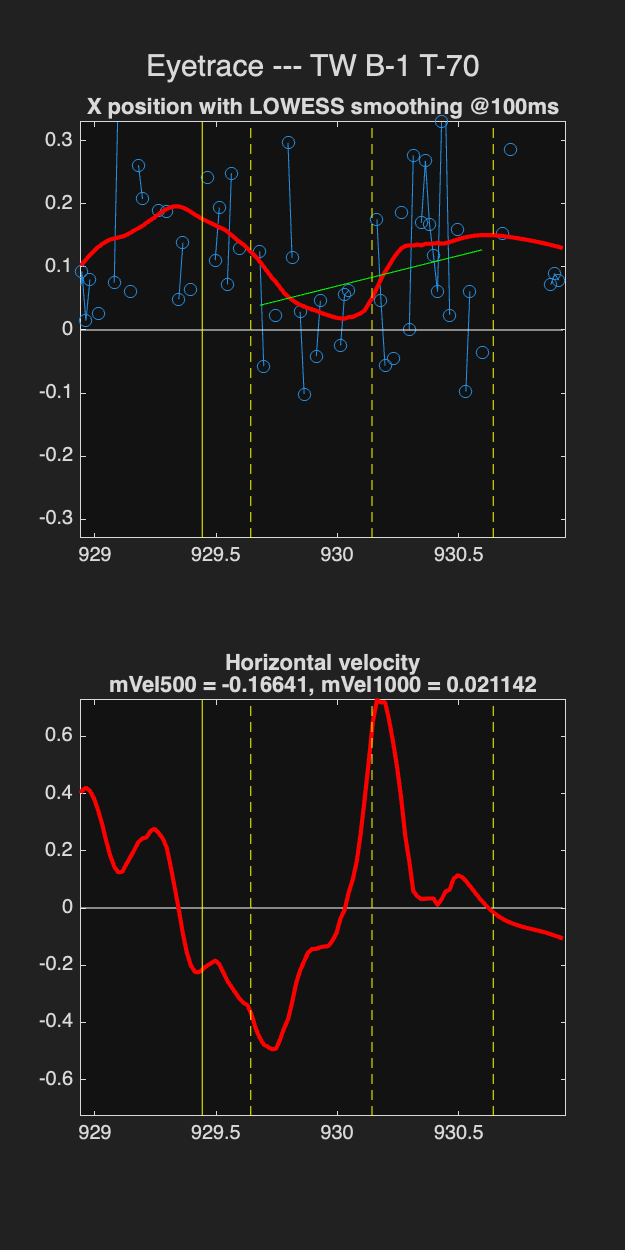 Eyetrace --- TW B-1 T-70
X position with LOWESS smoothing @100ms
0.3
0.2
0.1
0
-0.1
-0.2
-0.3
929 929.5 930 930.5
Horizontal velocity
mVel500 = -0.16641, mVel1000 = 0.021142
0.6
0.4
0.2
0
-0.2
-0.4
-0.6
929 929.5 930 930.5